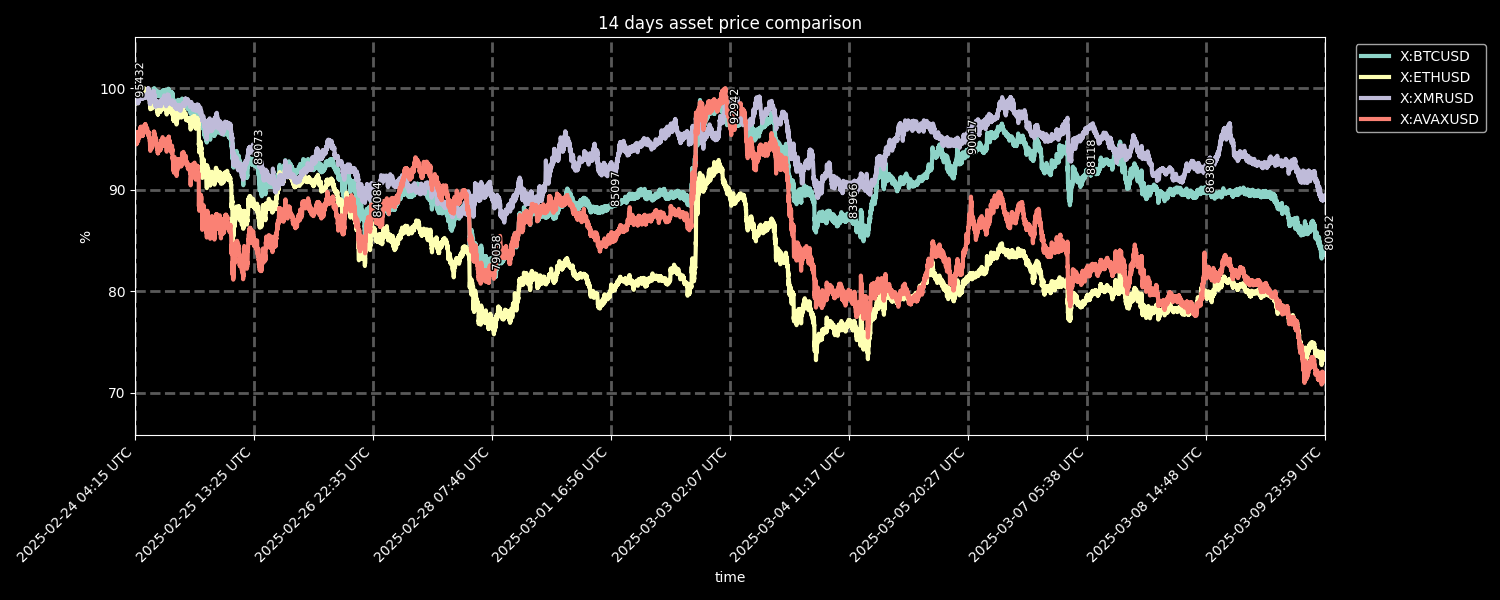 14 days asset price comparison
X:BTCUSD
X:ETHUSD
X:XMRUSD
X:AVAXUSD
%
100
90
80
70
95432
89073
84084
79058
85097
92942
83966
90017
88118
86380
80952
2025-02-24 04:15 UTC
2025-02-25 13:25 UTC
2025-02-26 22:35 UTC
2025-02-28 07:46 UTC
2025-03-01 16:56 UTC
2025-03-03 02:07 UTC
2025-03-04 11:17 UTC
2025-03-05 20:27 UTC
2025-03-07 05:38 UTC
2025-03-08 14:48 UTC
2025-03-09 23:59 UTC
time